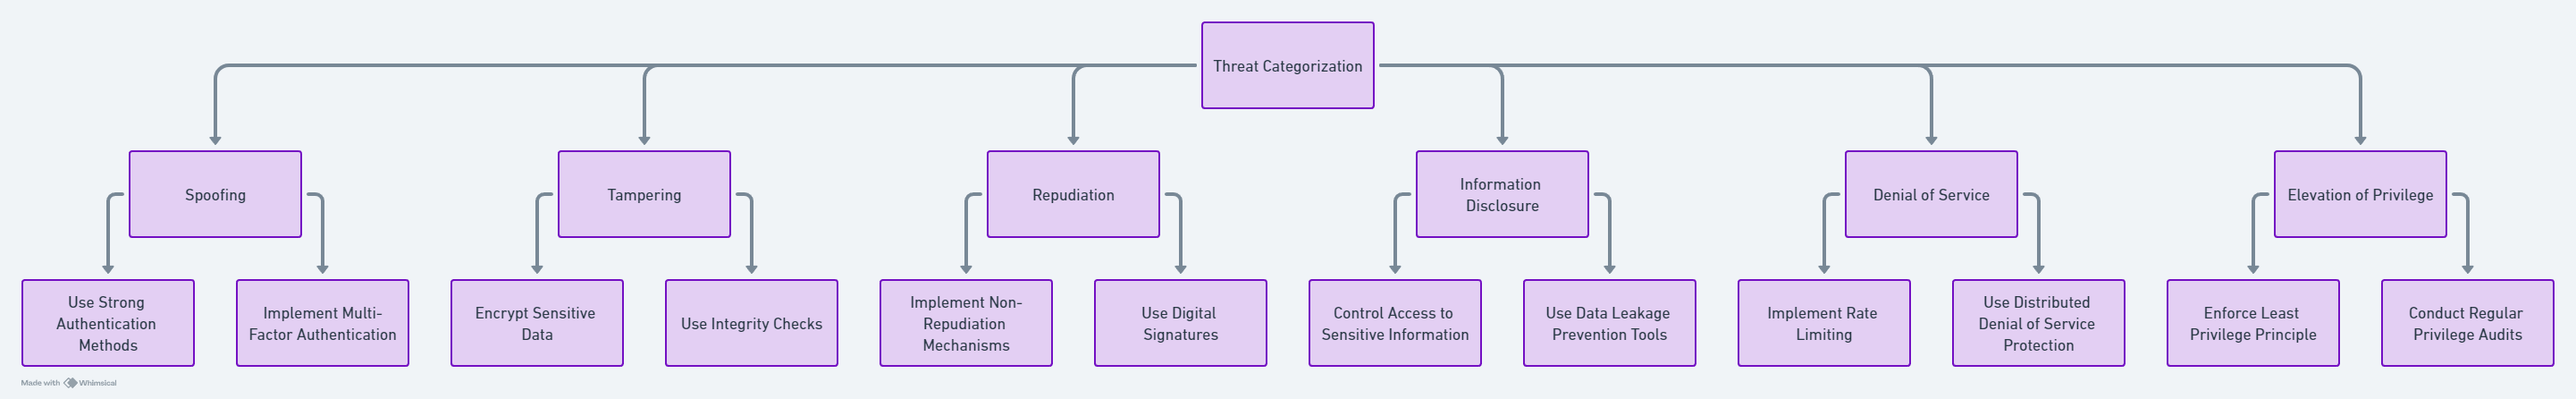 Threat Categorization
Spoofing
Tampering
Repudiation
Information
Disclosure
Denial of Service
Elevation of Privilege
Use Strong
Authentication
Methods
Implement Multi-
Factor Authentication
Encrypt Sensitive
Data
Use Integrity Checks
Implement Non-
Repudiation
Mechanisms
Use Digital
Signatures
Control Access to
Sensitive Information
Use Data Leakage
Prevention Tools
Implement Rate
Limiting
Use Distributed
Denial of Service
Protection
Enforce Least
Privilege Principle
Conduct Regular
Privilege Audits
Made with Whimsical